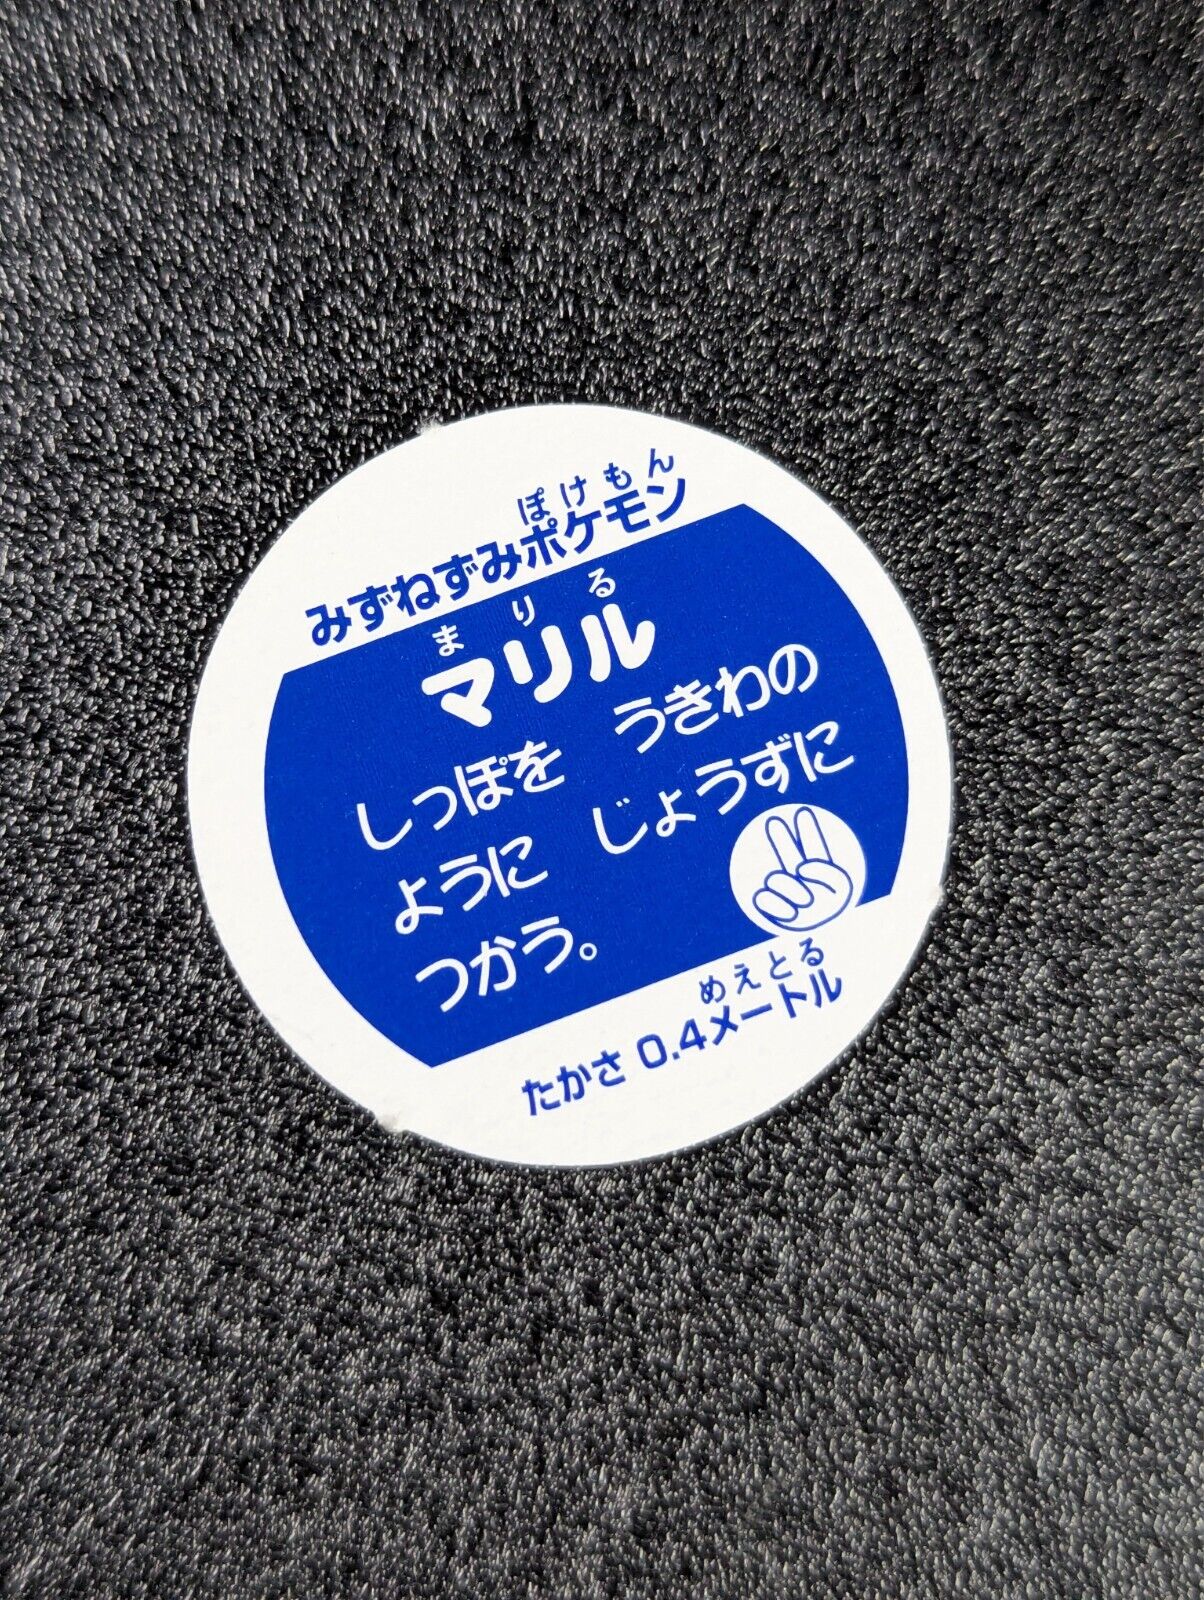 ぽけもん
みずねずみポケモン
まりる
マリル
しっぽを　うきわの
ように　じょうずに
つかう。
めえとる
たかさ 0.4メートル